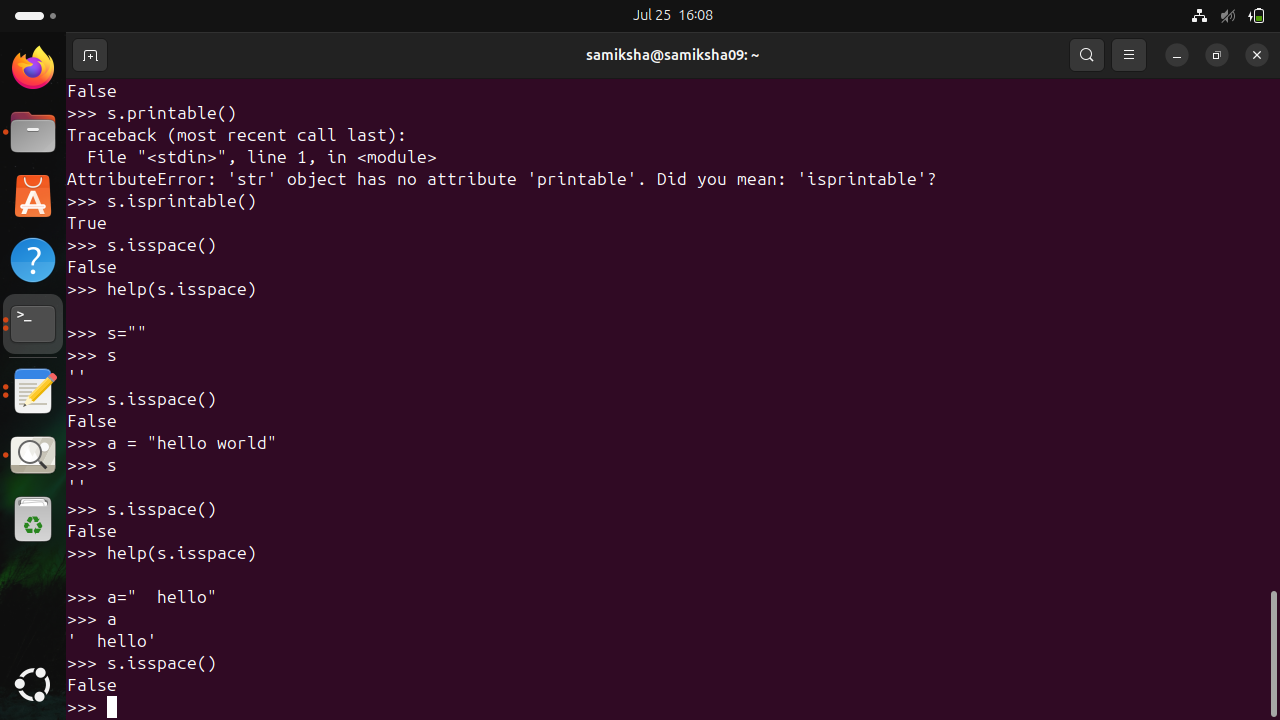 Jul 25 16:08
samiksha@samiksha09: ~
False
>>> s.printable()
Traceback (most recent call last):
  File "<stdin>", line 1, in <module>
AttributeError: 'str' object has no attribute 'printable'. Did you mean: 'isprintable'?
>>> s.isprintable()
True
>>> s.isspace()
False
>>> help(s.isspace)

>>> s=""
>>> s
''
>>> s.isspace()
False
>>> a = "hello world"
>>> s
''
>>> s.isspace()
False
>>> help(s.isspace)

>>> a="  hello"
>>> a
'  hello'
>>> s.isspace()
False
>>>